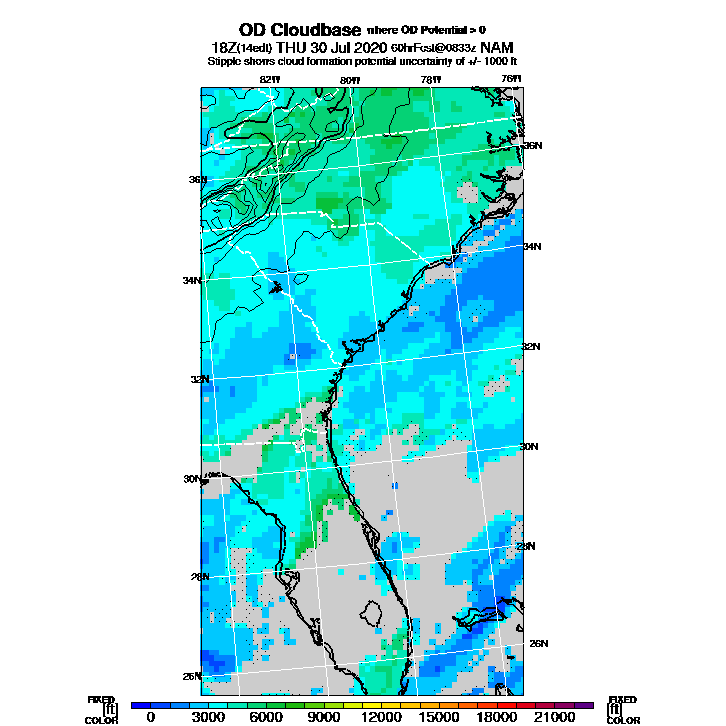 OD Cloudbase where OD Potential > 0
18Z(14edt) THU 30 Jul 2020 60hrFcst@0833z NAM
Stipple shows cloud formation potential uncertainty of +/- 1000 ft
82W 80W 78W 76W
36N
36N
34N
34N
32N
32N
30N
30N
28N
28N
26N
26N
FIXED FIXED
[ft] [ft]
COLOR COLOR
0 3000 6000 9000 12000 15000 18000 21000